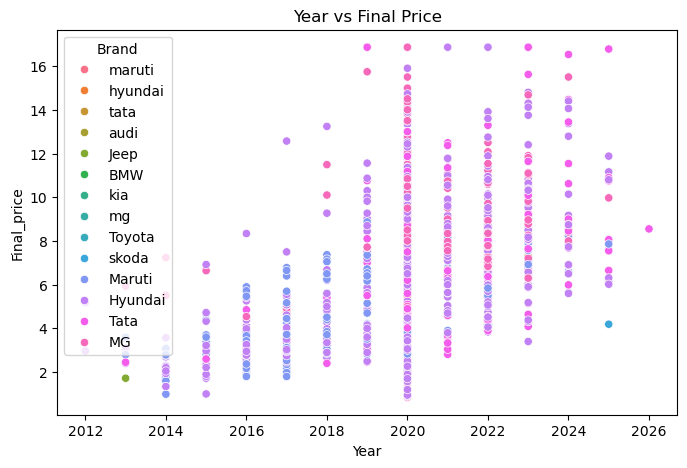 Year vs Final Price
Brand
maruti
hyundai
tata
audi
Jeep
BMW
kia
mg
Toyota
skoda
Maruti
Hyundai
Tata
MG
Final_price
16
14
12
10
8
6
4
2
2012 2014 2016 2018 2020 2022 2024 2026
Year